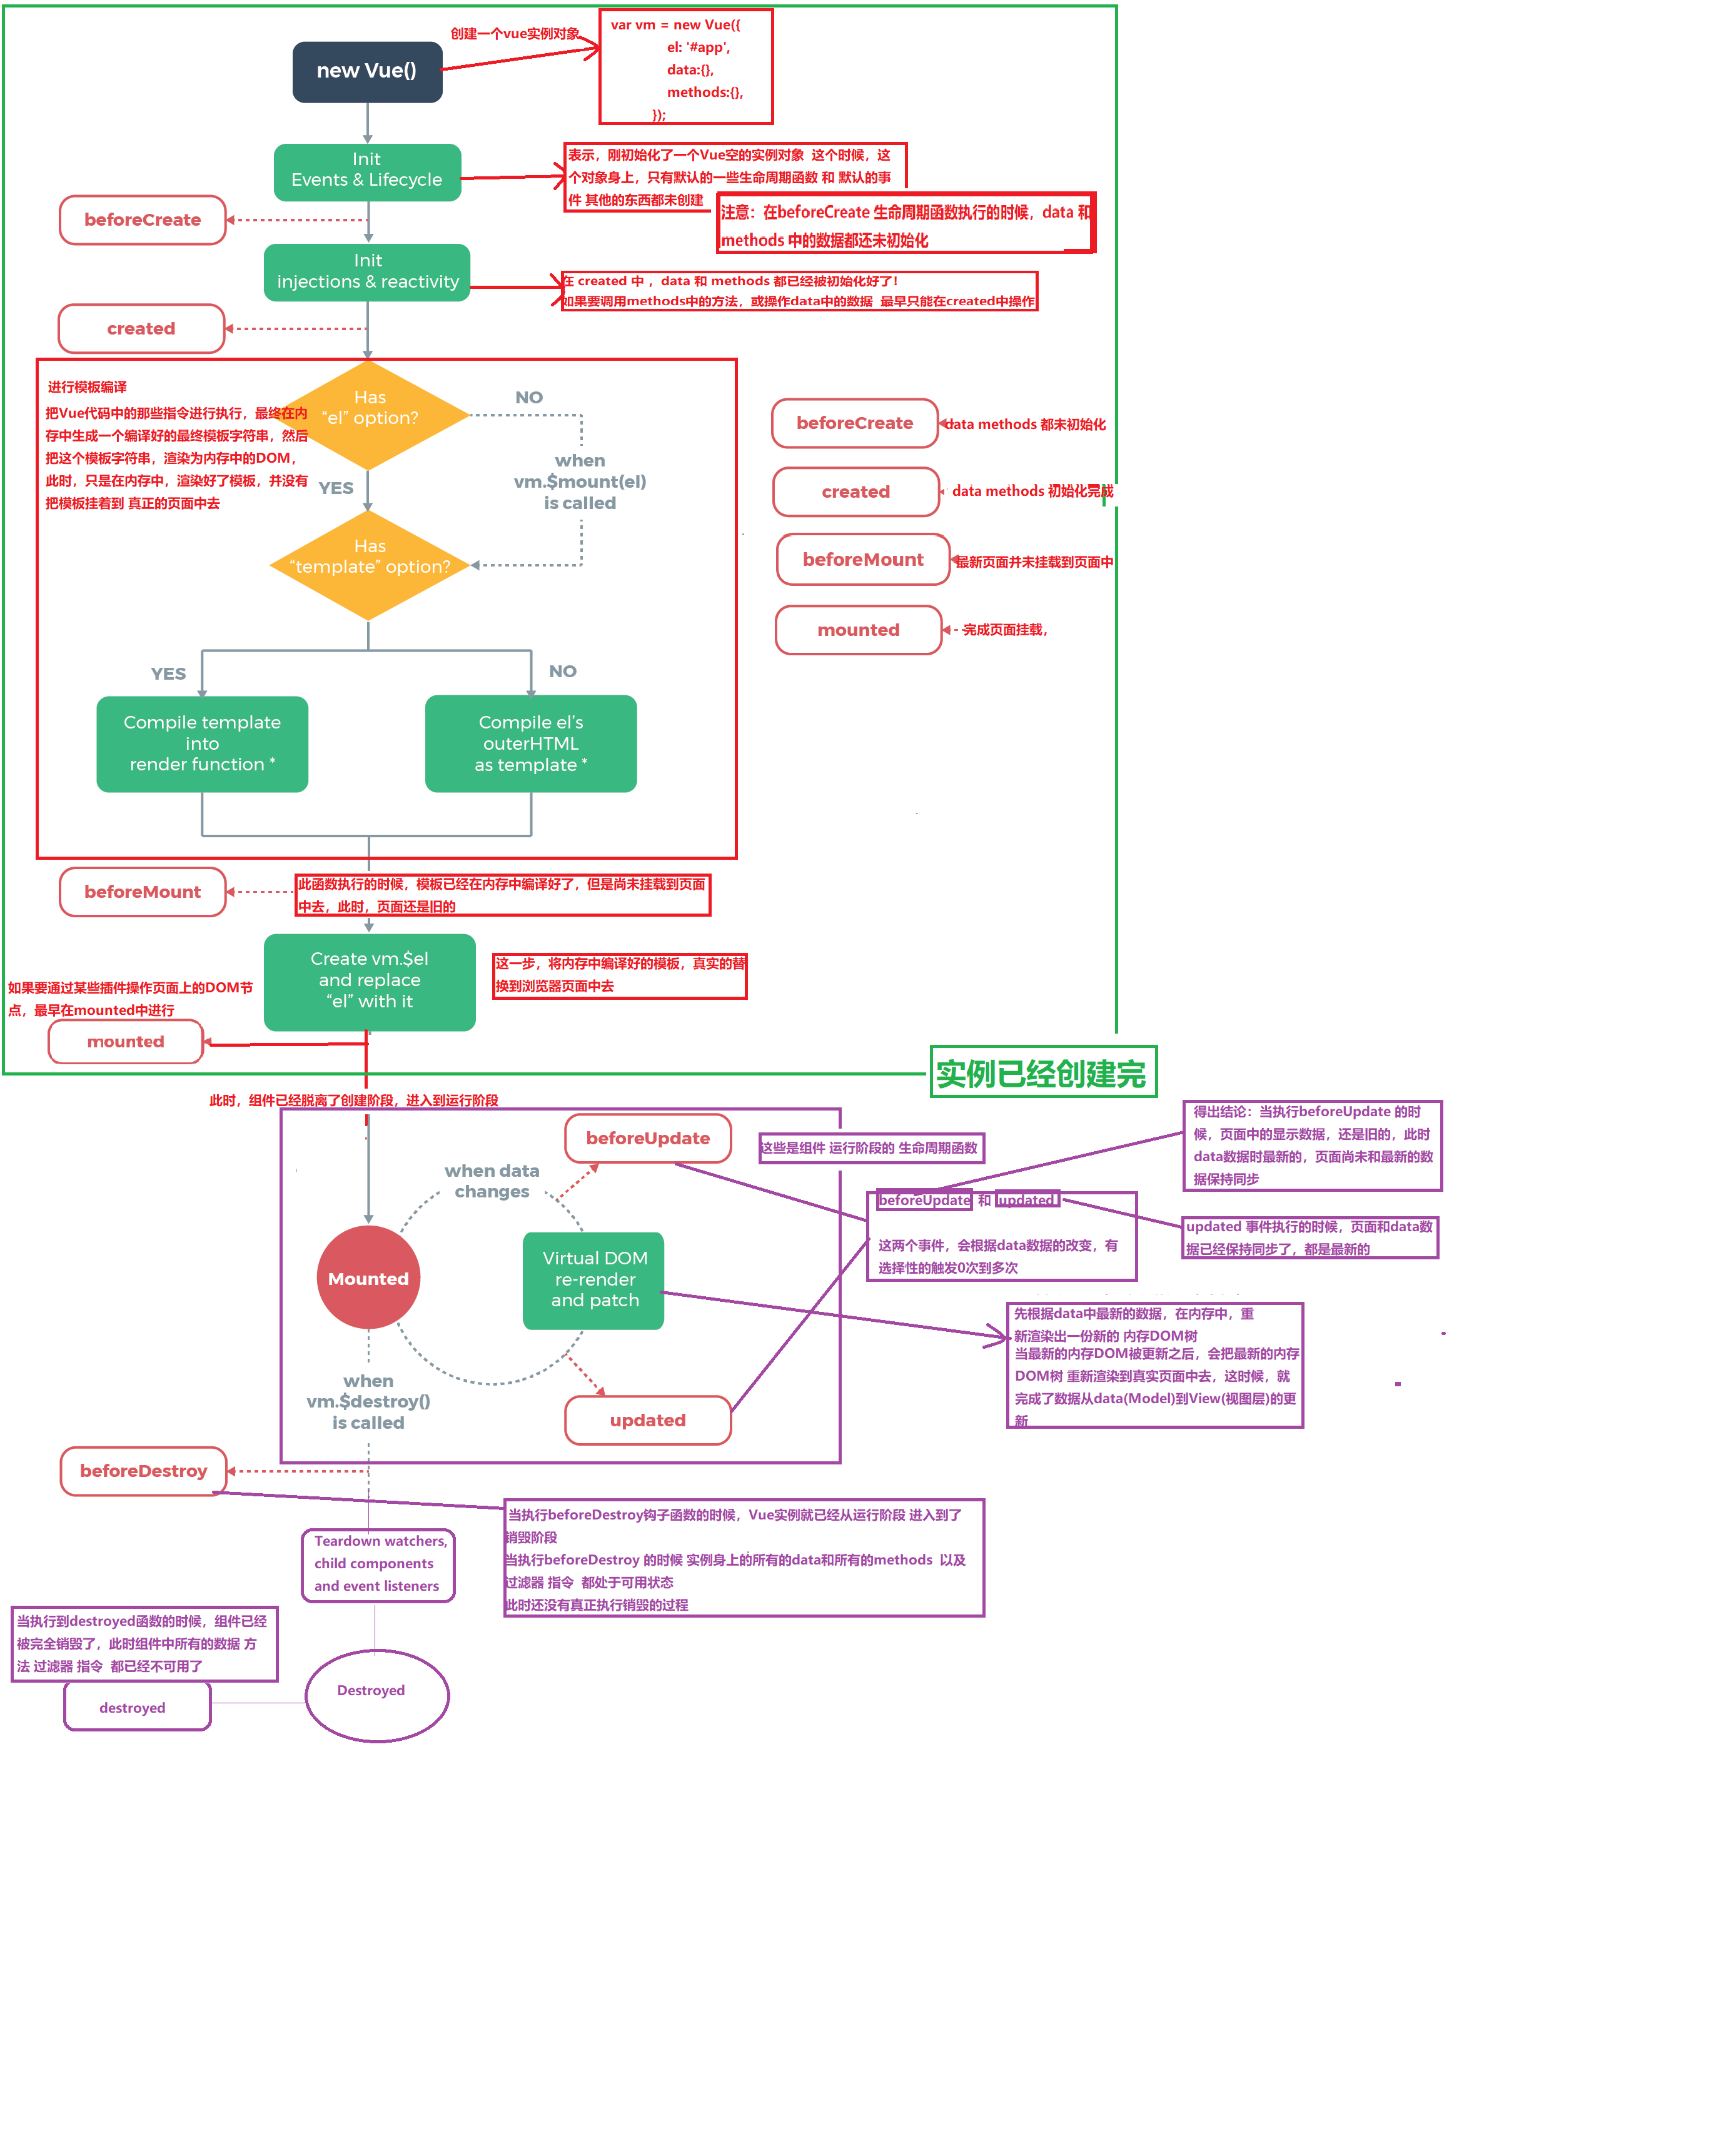 创建一个vue实例对象
var vm = new Vue({
el: '#app',
data:{},
methods:{},
});
new Vue()
Init
Events & Lifecycle
表示，刚初始化了一个Vue空的实例对象 这个时候，这
个对象身上，只有默认的一些生命周期函数 和 默认的事
件 其他的东西都未创建
beforeCreate
注意：在beforeCreate 生命周期函数执行的时候，data 和
methods 中的数据都还未初始化
Init
injections & reactivity
在 created 中 ，data 和 methods 都已经被初始化好了!
如果要调用methods中的方法，或操作data中的数据 最早只能在created中操作
created
进行模板编译
把Vue代码中的那些指令进行执行，最终在内
存中生成一个编译好的最终模板字符串，然后
把这个模板字符串，渲染为内存中的DOM，
此时，只是在内存中，渲染好了模板，并没有
把模板挂着到 真正的页面中去
Has
“el” option?
NO
YES
when
vm.$mount(el)
is called
Has
“template” option?
YES
NO
Compile template
into
render function *
Compile el’s
outerHTML
as template *
beforeCreate
data methods 都未初始化
created
data methods 初始化完成
beforeMount
最新页面并未挂载到页面中
mounted
完成页面挂载，
beforeMount
此函数执行的时候，模板已经在内存中编译好了，但是尚未挂载到页面
中去，此时，页面还是旧的
Create vm.$el
and replace
“el” with it
这一步，将内存中编译好的模板，真实的替
换到浏览器页面中去
如果要通过某些插件操作页面上的DOM节
点，最早在mounted中进行
mounted
实例已经创建完
此时，组件已经脱离了创建阶段，进入到运行阶段
beforeUpdate
这些是组件 运行阶段的 生命周期函数
得出结论：当执行beforeUpdate 的时
候，页面中的显示数据，还是旧的，此时
data数据时最新的，页面尚未和最新的数
据保持同步
when data
changes
beforeUpdate 和 updated
这两个事件，会根据data数据的改变，有
选择性的触发0次到多次
updated 事件执行的时候，页面和data数
据已经保持同步了，都是最新的
Mounted
Virtual DOM
re-render
and patch
先根据data中最新的数据，在内存中，重
新渲染出一份新的 内存DOM树
当最新的内存DOM被更新之后，会把最新的内存
DOM树 重新渲染到真实页面中去，这时候，就
完成了数据从data(Model)到View(视图层)的更
新
when
vm.$destroy()
is called
updated
beforeDestroy
当执行beforeDestroy钩子函数的时候，Vue实例就已经从运行阶段 进入到了
销毁阶段
当执行beforeDestroy 的时候 实例身上的所有的data和所有的methods 以及
过滤器 指令 都处于可用状态
此时还没有真正执行销毁的过程
Teardown watchers,
child components
and event listeners
当执行到destroyed函数的时候，组件已经
被完全销毁了，此时组件中所有的数据 方
法 过滤器 指令 都已经不可用了
destroyed
Destroyed